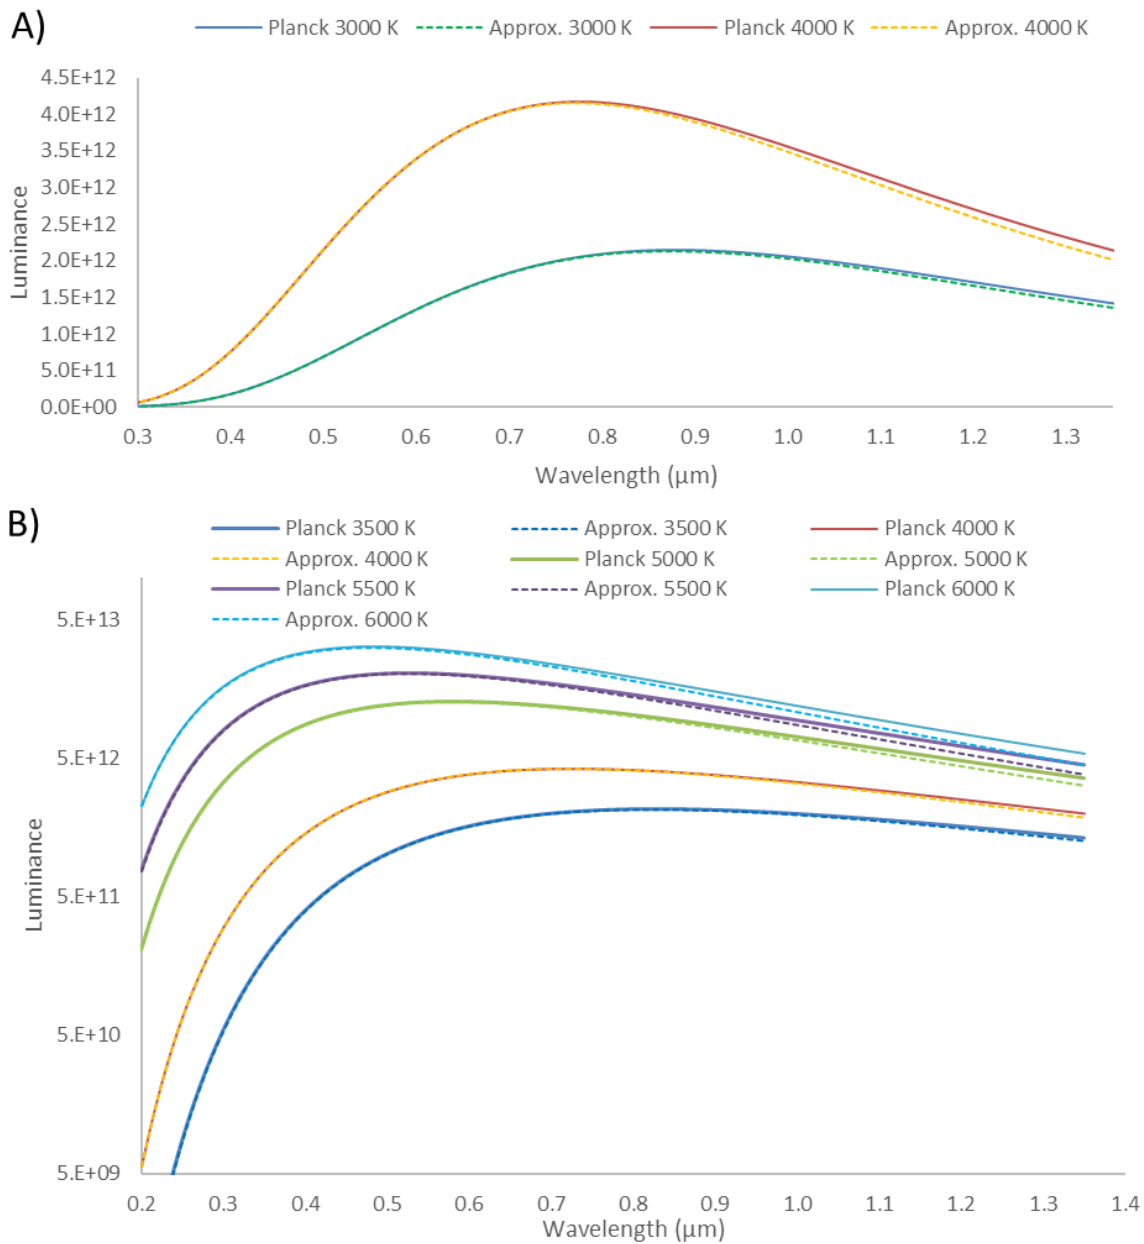 A)
Planck 3000 K Approx. 3000 K Planck 4000 K Approx. 4000 K
4.5E+12
4.0E+12
3.5E+12
3.0E+12
2.5E+12
2.0E+12
1.5E+12
1.0E+12
5.0E+11
0.0E+00
Luminance
0.3 0.4 0.5 0.6 0.7 0.8 0.9 1.0 1.1 1.2 1.3
Wavelength (μm)
B)
Planck 3500 K Approx. 3500 K Planck 4000 K
Approx. 4000 K Planck 5000 K Approx. 5000 K
Planck 5500 K Approx. 5500 K Planck 6000 K
Approx. 6000 K
5.E+13
5.E+12
5.E+11
5.E+10
5.E+09
Luminance
0.2 0.3 0.4 0.5 0.6 0.7 0.8 0.9 1.0 1.1 1.2 1.3 1.4
Wavelength (μm)